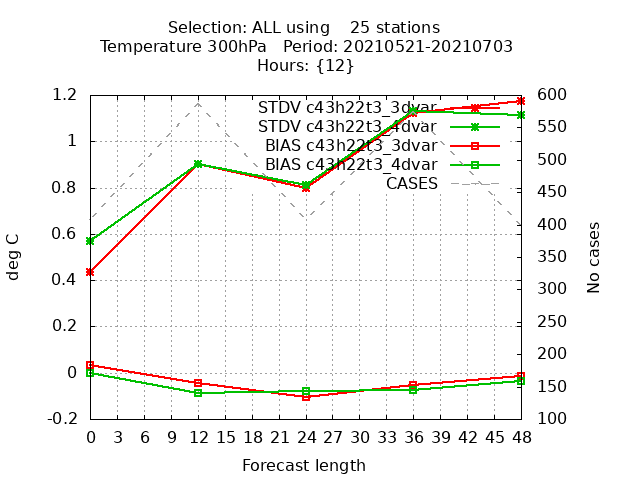 Selection: ALL using 25 stations
Temperature 300hPa Period: 20210521-20210703
Hours: {12}
STDV c43h22t3_3dvar
STDV c43h22t3_4dvar
BIAS c43h22t3_3dvar
BIAS c43h22t3_4dvar
CASES
1.2
1
0.8
0.6
0.4
0.2
0
-0.2
deg C
600
550
500
450
400
350
300
250
200
150
100
No cases
0 3 6 9 12 15 18 21 24 27 30 33 36 39 42 45 48
Forecast length